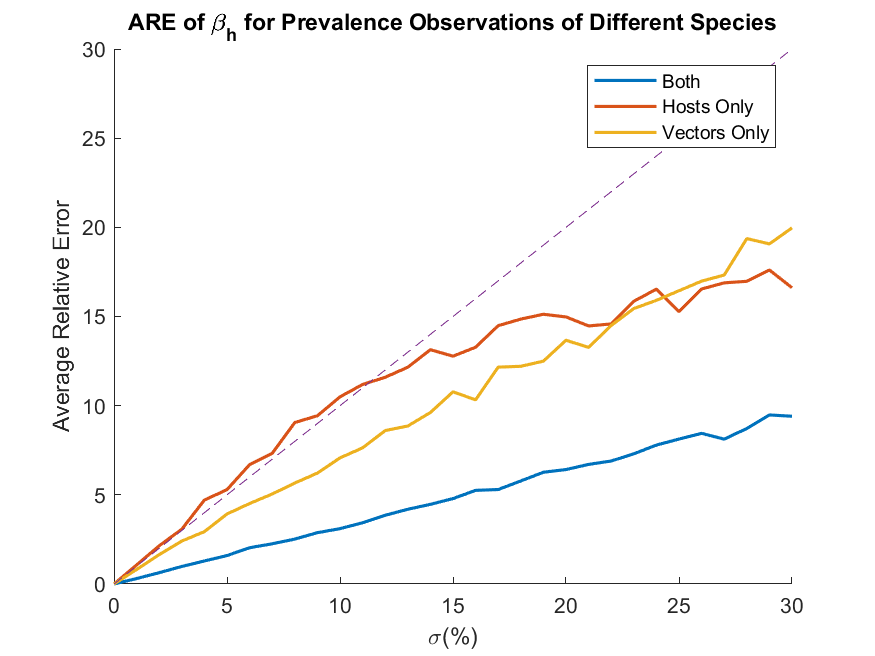 ARE of βh for Prevalence Observations of Different Species
30
25
20
15
10
5
0
Average Relative Error
Both
Hosts Only
Vectors Only
0 5 10 15 20 25 30
σ(%)